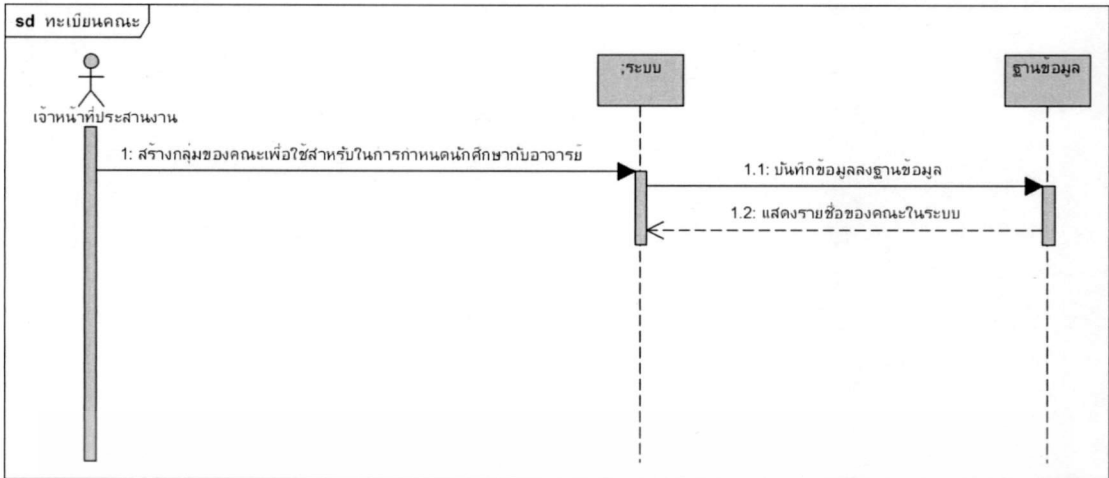 sd ทะเบียนคณะ
เจ้าหน้าที่ประสานงาน
;ระบบ
ฐานข้อมูล
1: สร้างกลุ่มของคณะเพื่อใช้สำหรับในการกำหนดนักศึกษากับอาจารย์
1.1: บันทึกข้อมูลลงฐานข้อมูล
1.2: แสดงรายชื่อของคณะในระบบ